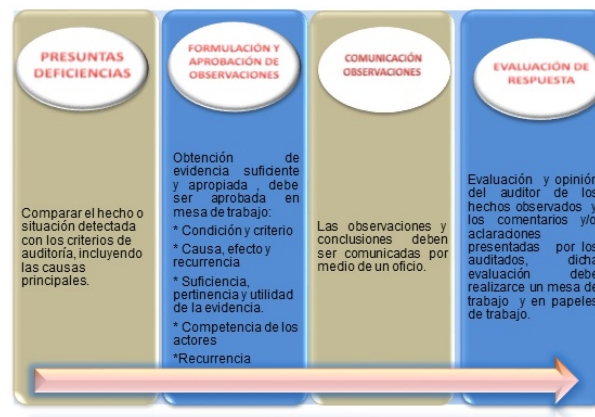 PRESUNTAS
DEFICIENCIAS
Comparar el hecho o
situación detectada
con los criterios de
auditoría, incluyendo
las causas
principales.
FORMULACIÓN Y
APROBACIÓN DE
OBSERVACIONES
Obtención de
evidencia suficiente
y apropiada , debe
ser aprobada en
mesa de trabajo:
* Condición y criterio
* Causa, efecto y
recurrencia
* Suficiencia,
pertinencia y utilidad
de la evidencia.
* Competencia de los
actores
*Recurrencia
COMUNICACIÓN
OBSERVACIONES
Las observaciones y
conclusiones deben
ser comunicadas por
medio de un oficio.
EVALUACIÓN DE
RESPUESTA
Evaluación y opinión
del auditor de los
hechos observados y
los comentarios y/o
aclaraciones
presentadas por los
auditados, dicha
evaluación debe
realizarce un mesa de
trabajo y en papeles
de trabajo.